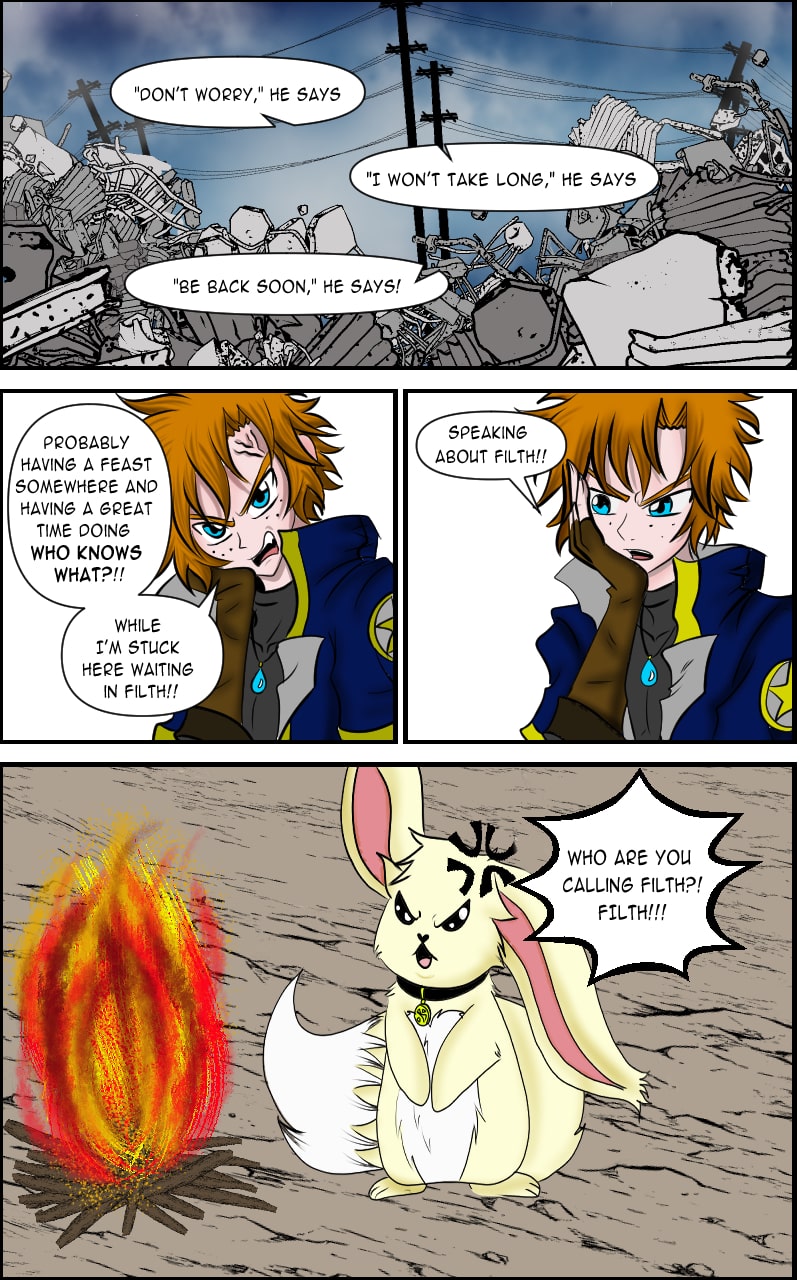 "DON'T WORRY," HE SAYS
"I WON'T TAKE LONG," HE SAYS
"BE BACK SOON," HE SAYS!
PROBABLY
HAVING A FEAST
SOMEWHERE AND
HAVING A GREAT
TIME DOING
WHO KNOWS
WHAT?!!
WHILE
I'M STUCK
HERE WAITING
IN FILTH!!
SPEAKING
ABOUT FILTH!!
WHO ARE YOU
CALLING FILTH?!
FILTH!!!